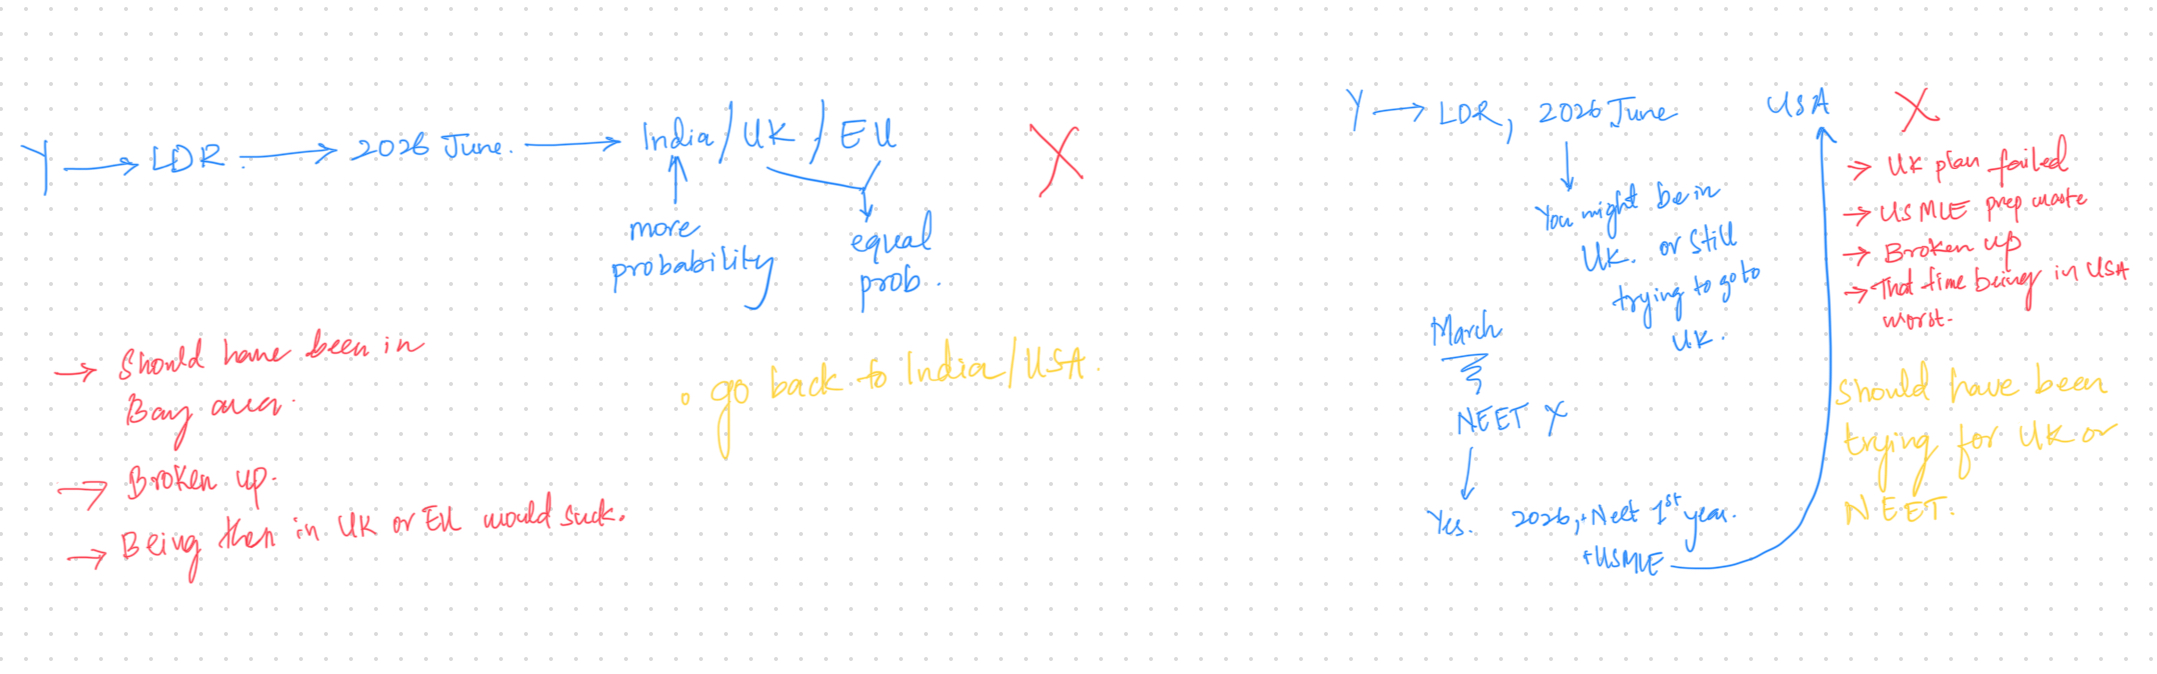 Y → LDR → 2026 June. → India / UK / EU X
more
probability
equal
prob.
→ Should have been in
Bay area.
→ Broken up.
→ Being then in UK or EU would suck.
o go back to India/USA.
Y → LDR, 2026 June
You might be in
UK. or still
trying to go to
UK.
March
NEET X
Yes. 2026, + Neet 1st year.
+ USMLE
USA X
→ UK plan failed
→ USMLE prep waste
→ Broken up
→ That time being in USA
worst.
Should have been
trying for UK or
NEET.